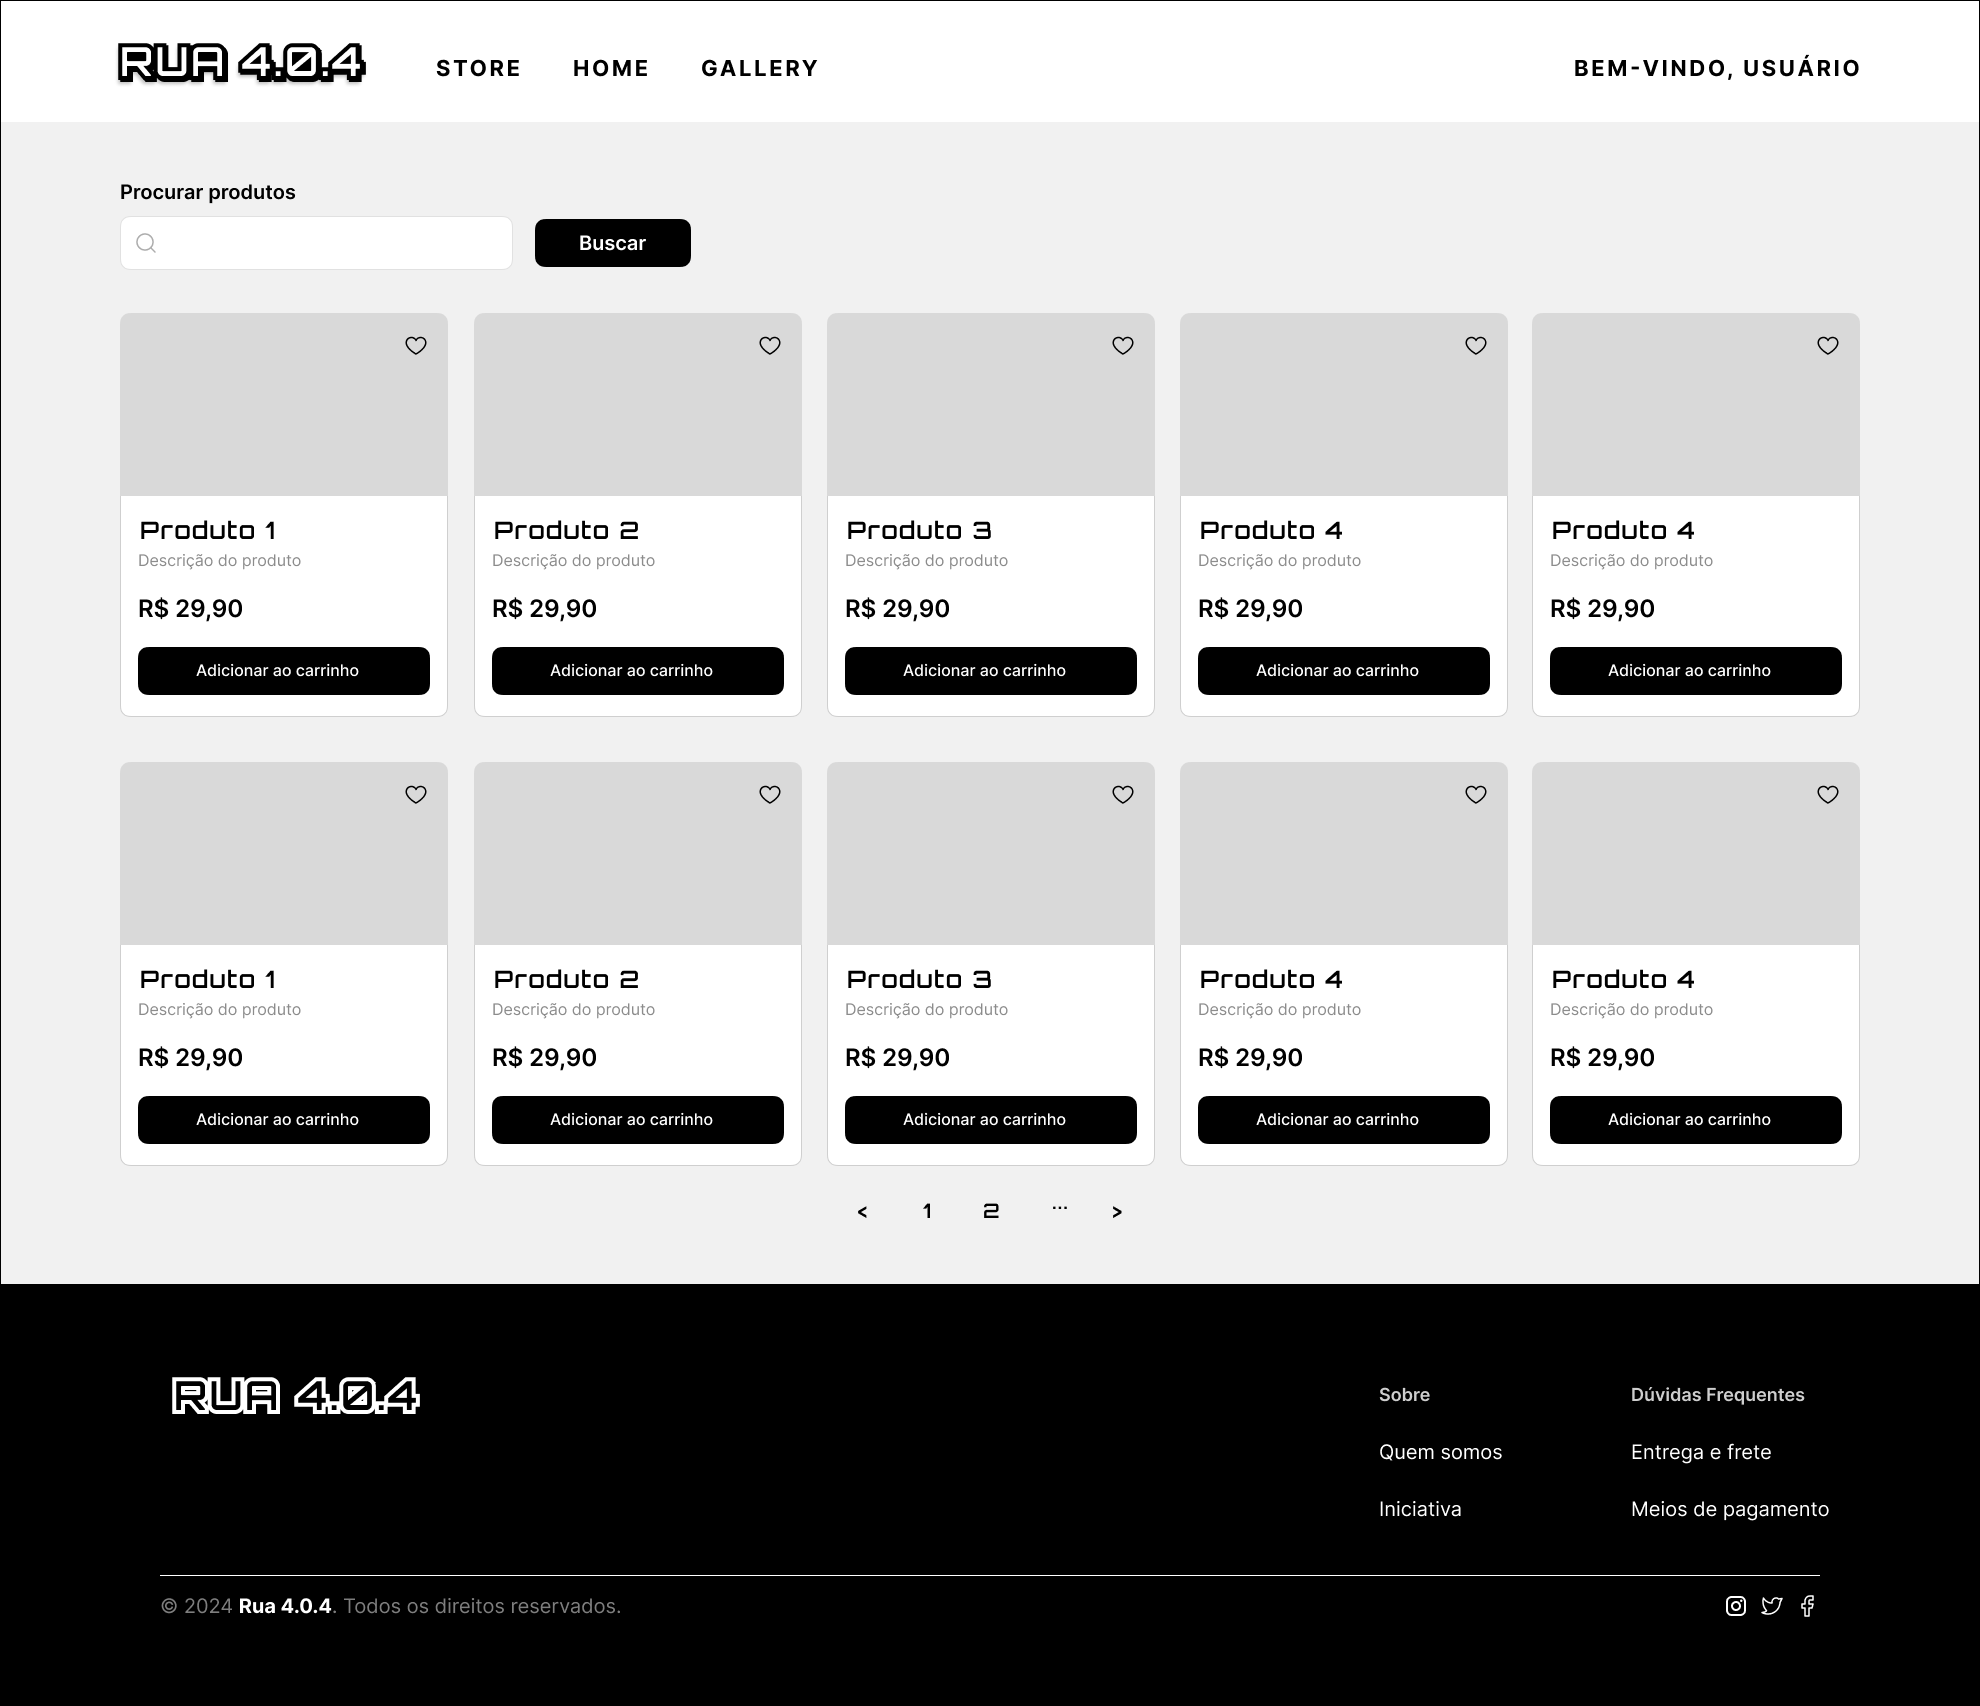 RUA 4.0.4 STORE HOME GALLERY BEM-VINDO, USUÁRIO
Procurar produtos
Buscar
Produto 1 Produto 2 Produto 3 Produto 4 Produto 4
Descrição do produto Descrição do produto Descrição do produto Descrição do produto Descrição do produto
R$ 29,90 R$ 29,90 R$ 29,90 R$ 29,90 R$ 29,90
Adicionar ao carrinho Adicionar ao carrinho Adicionar ao carrinho Adicionar ao carrinho Adicionar ao carrinho
Produto 1 Produto 2 Produto 3 Produto 4 Produto 4
Descrição do produto Descrição do produto Descrição do produto Descrição do produto Descrição do produto
R$ 29,90 R$ 29,90 R$ 29,90 R$ 29,90 R$ 29,90
Adicionar ao carrinho Adicionar ao carrinho Adicionar ao carrinho Adicionar ao carrinho Adicionar ao carrinho
< 1 2 ... >
RUA 4.0.4 Sobre Dúvidas Frequentes
Quem somos Entrega e frete
Iniciativa Meios de pagamento
© 2024 Rua 4.0.4. Todos os direitos reservados.